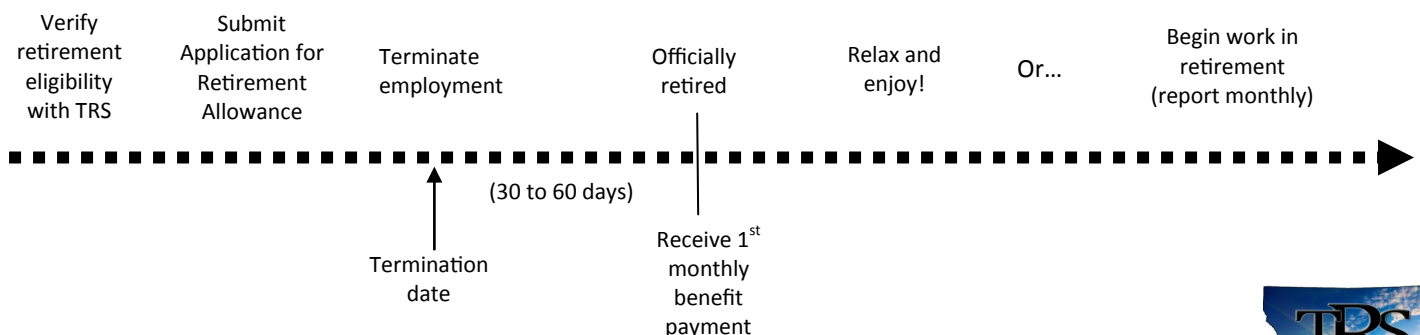 Verify
retirement
eligibility
with TRS
Submit
Application for
Retirement
Allowance
Terminate
employment
Officially
retired
Relax and
enjoy!
Or…
Begin work in
retirement
(report monthly)
(30 to 60 days)
Termination
date
Receive 1st
monthly
benefit
payment
TRS